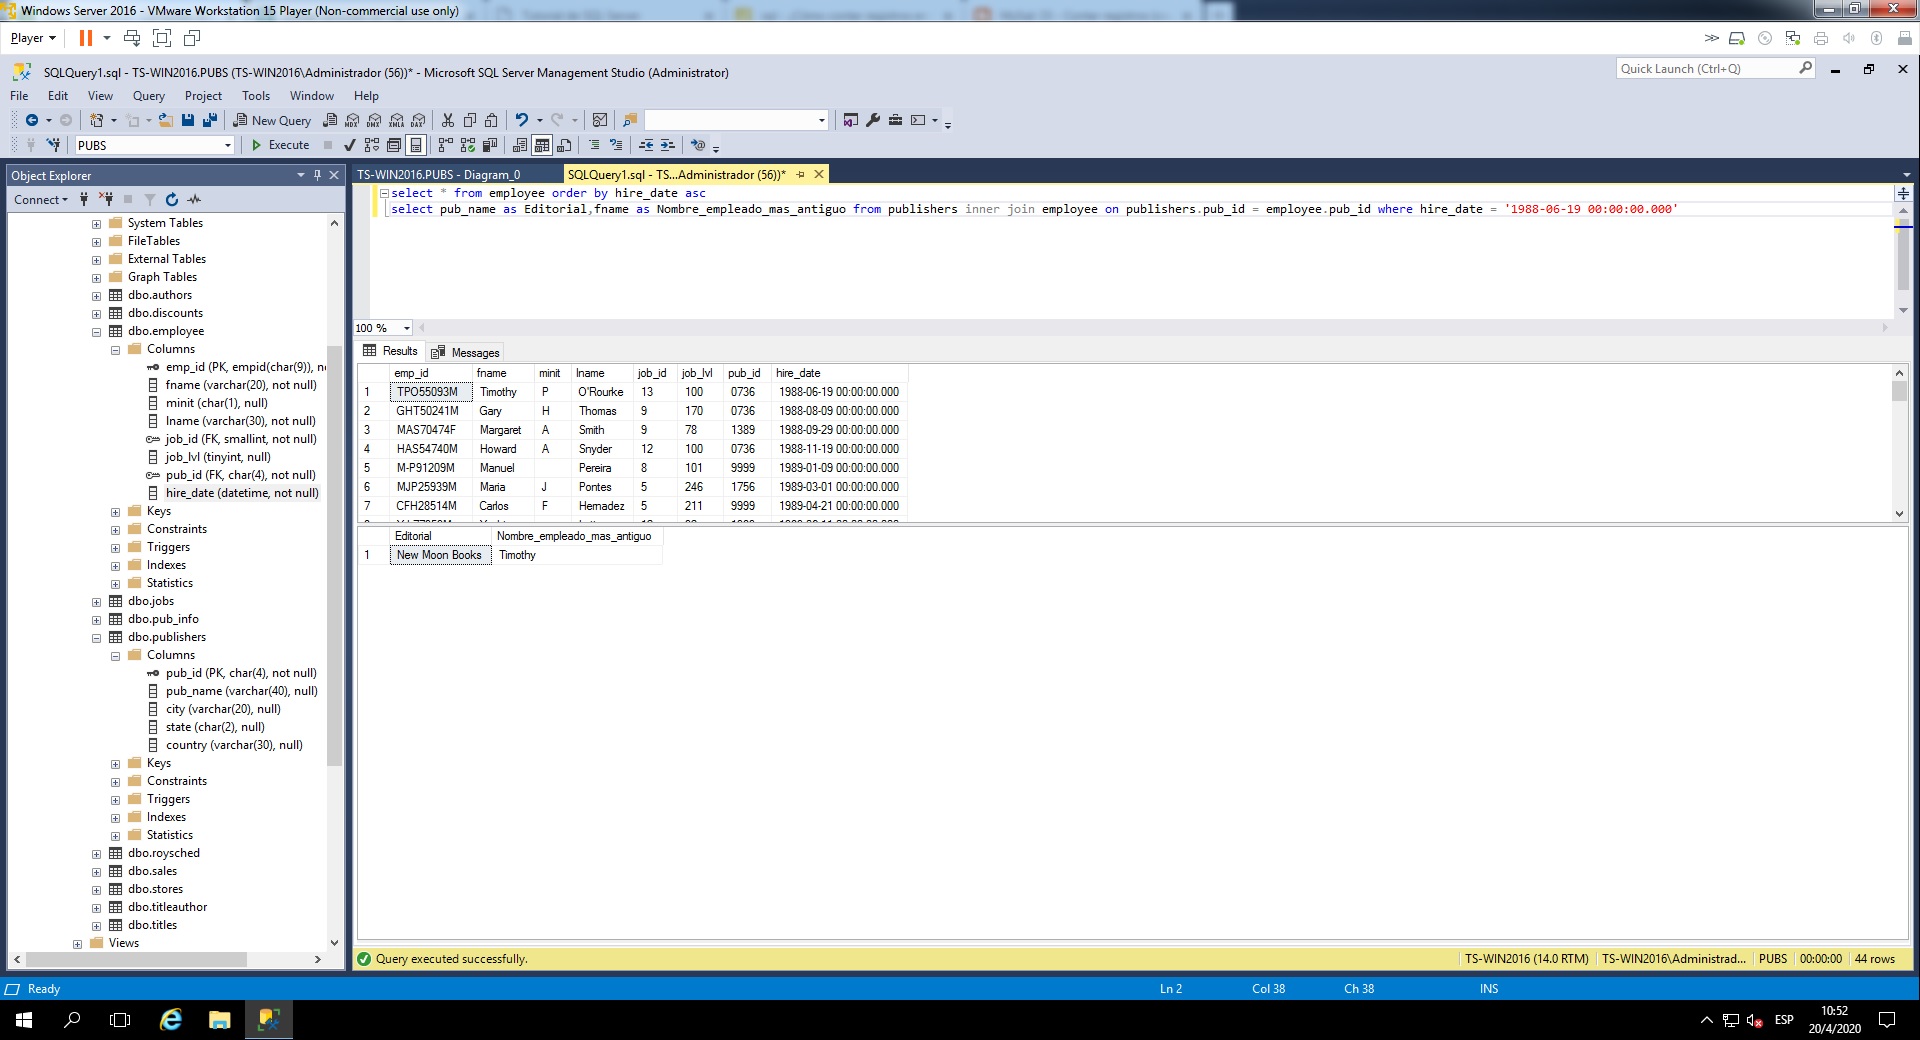 Windows Server 2016 - VMware Workstation 15 Player (Non-commercial use only)
Player
SQLQuery1.sql - TS-WIN2016.PUBS (TS-WIN2016\Administrador (56))* - Microsoft SQL Server Management Studio (Administrator)
Quick Launch (Ctrl+Q)
File Edit View Query Project Tools Window Help
New Query MDX DMX XMLA DAX
PUBS Execute
Object Explorer
Connect
System Tables
FileTables
External Tables
Graph Tables
dbo.authors
dbo.discounts
dbo.employee
Columns
emp_id (PK, empid(char(9)), n
fname (varchar(20), not null)
minit (char(1), null)
lname (varchar(30), not null)
job_id (FK, smallint, not null)
job_lvl (tinyint, null)
pub_id (FK, char(4), not null)
hire_date (datetime, not null)
Keys
Constraints
Triggers
Indexes
Statistics
dbo.jobs
dbo.pub_info
dbo.publishers
Columns
pub_id (PK, char(4), not null)
pub_name (varchar(40), null)
city (varchar(20), null)
state (char(2), null)
country (varchar(30), null)
Keys
Constraints
Triggers
Indexes
Statistics
dbo.roysched
dbo.sales
dbo.stores
dbo.titleauthor
dbo.titles
Views
TS-WIN2016.PUBS - Diagram_0 SQLQuery1.sql - TS...Administrador (56))*
select * from employee order by hire_date asc
select pub_name as Editorial,fname as Nombre_empleado_mas_antiguo from publishers inner join employee on publishers.pub_id = employee.pub_id where hire_date = '1988-06-19 00:00:00.000'
100 %
Results Messages
emp_id fname minit lname job_id job_lvl pub_id hire_date
1 TPO55093M Timothy P O'Rourke 13 100 0736 1988-06-19 00:00:00.000
2 GHT50241M Gary H Thomas 9 170 0736 1988-08-09 00:00:00.000
3 MAS70474F Margaret A Smith 9 78 1389 1988-09-29 00:00:00.000
4 HAS54740M Howard A Snyder 12 100 0736 1988-11-19 00:00:00.000
5 M-P91209M Manuel Pereira 8 101 9999 1989-01-09 00:00:00.000
6 MJP25939M Maria J Pontes 5 246 1756 1989-03-01 00:00:00.000
7 CFH28514M Carlos F Hernadez 5 211 9999 1989-04-21 00:00:00.000
Editorial Nombre_empleado_mas_antiguo
1 New Moon Books Timothy
Query executed successfully. TS-WIN2016 (14.0 RTM) TS-WIN2016\Administrad... PUBS 00:00:00 44 rows
Ready Ln 2 Col 38 Ch 38 INS
ESP 10:52
20/4/2020